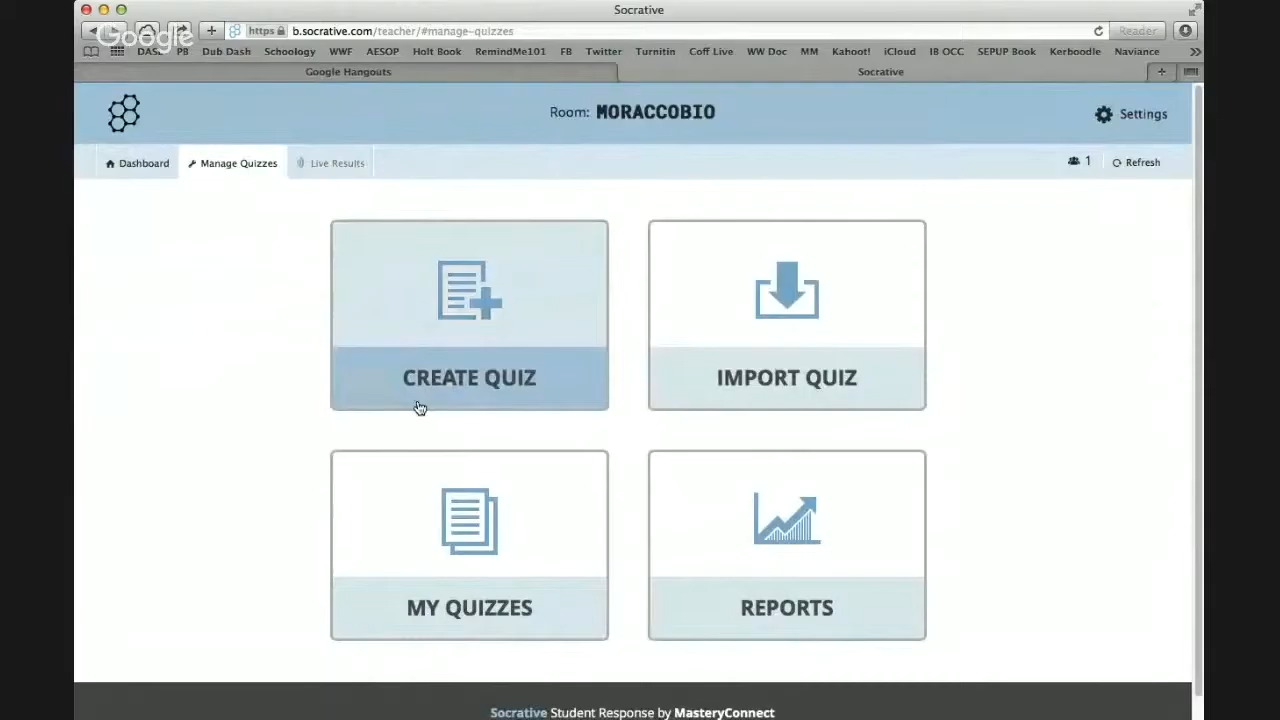 Socrative
Google
https b.socrative.com/teacher/#manage-quizzes
Reader
DASL PB Dub Dash Schoology WWF AESOP Holt Book RemindME101 FB Twitter Turnitin Coff Live WW Doc MM Kahoot! iCloud IB OCC SEPUP Book Kerboodle Naviance
Google Hangouts
Socrative
Room: MORACCOBIO
Settings
Dashboard
Manage Quizzes
Live Results
1
Refresh
CREATE QUIZ
IMPORT QUIZ
MY QUIZZES
REPORTS
Socrative Student Response by MasteryConnect